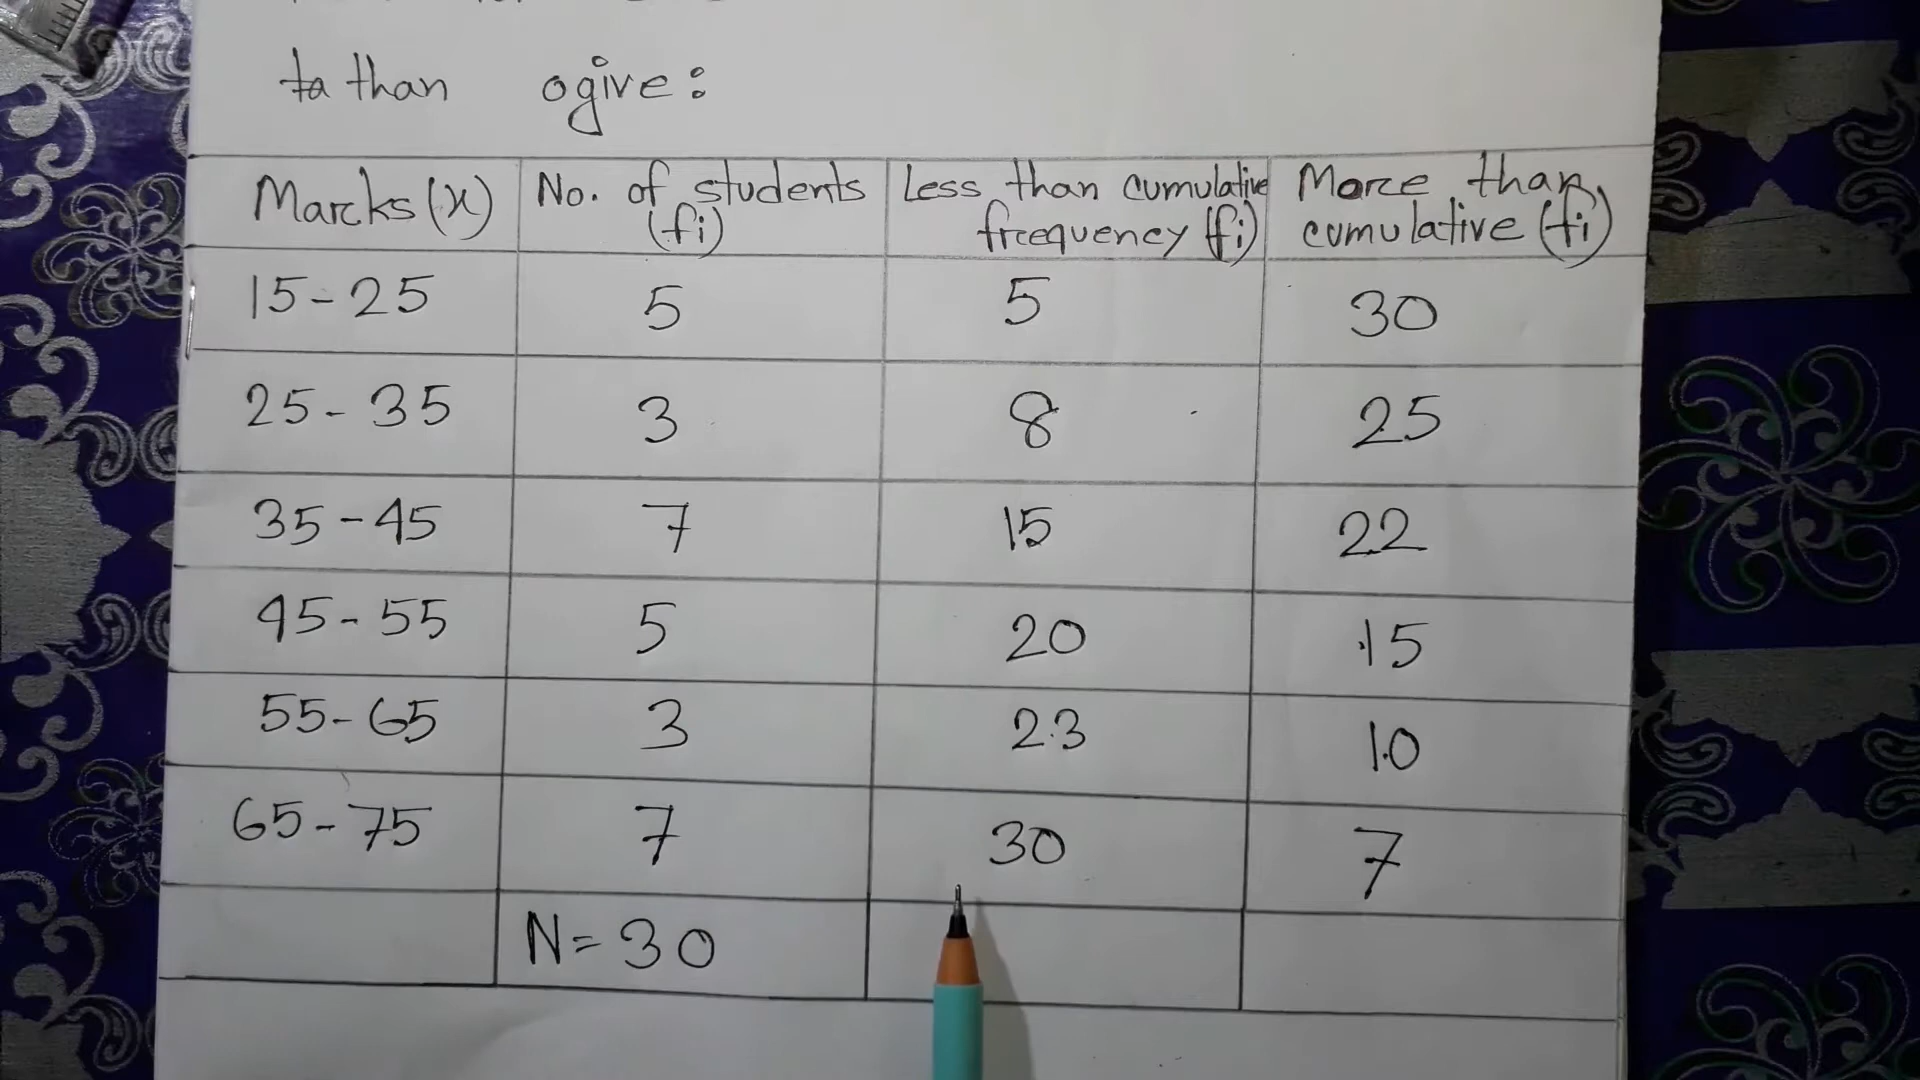 ta than ogive:
Marcks (x) No. of students (fi) Less than cumulative frcequency (fi) Marce than cumulative (fi)
15-25 5 5 30
25-35 3 8 25
35-45 7 15 22
45-55 5 20 15
55-65 3 23 10
65-75 7 30 7
N=30